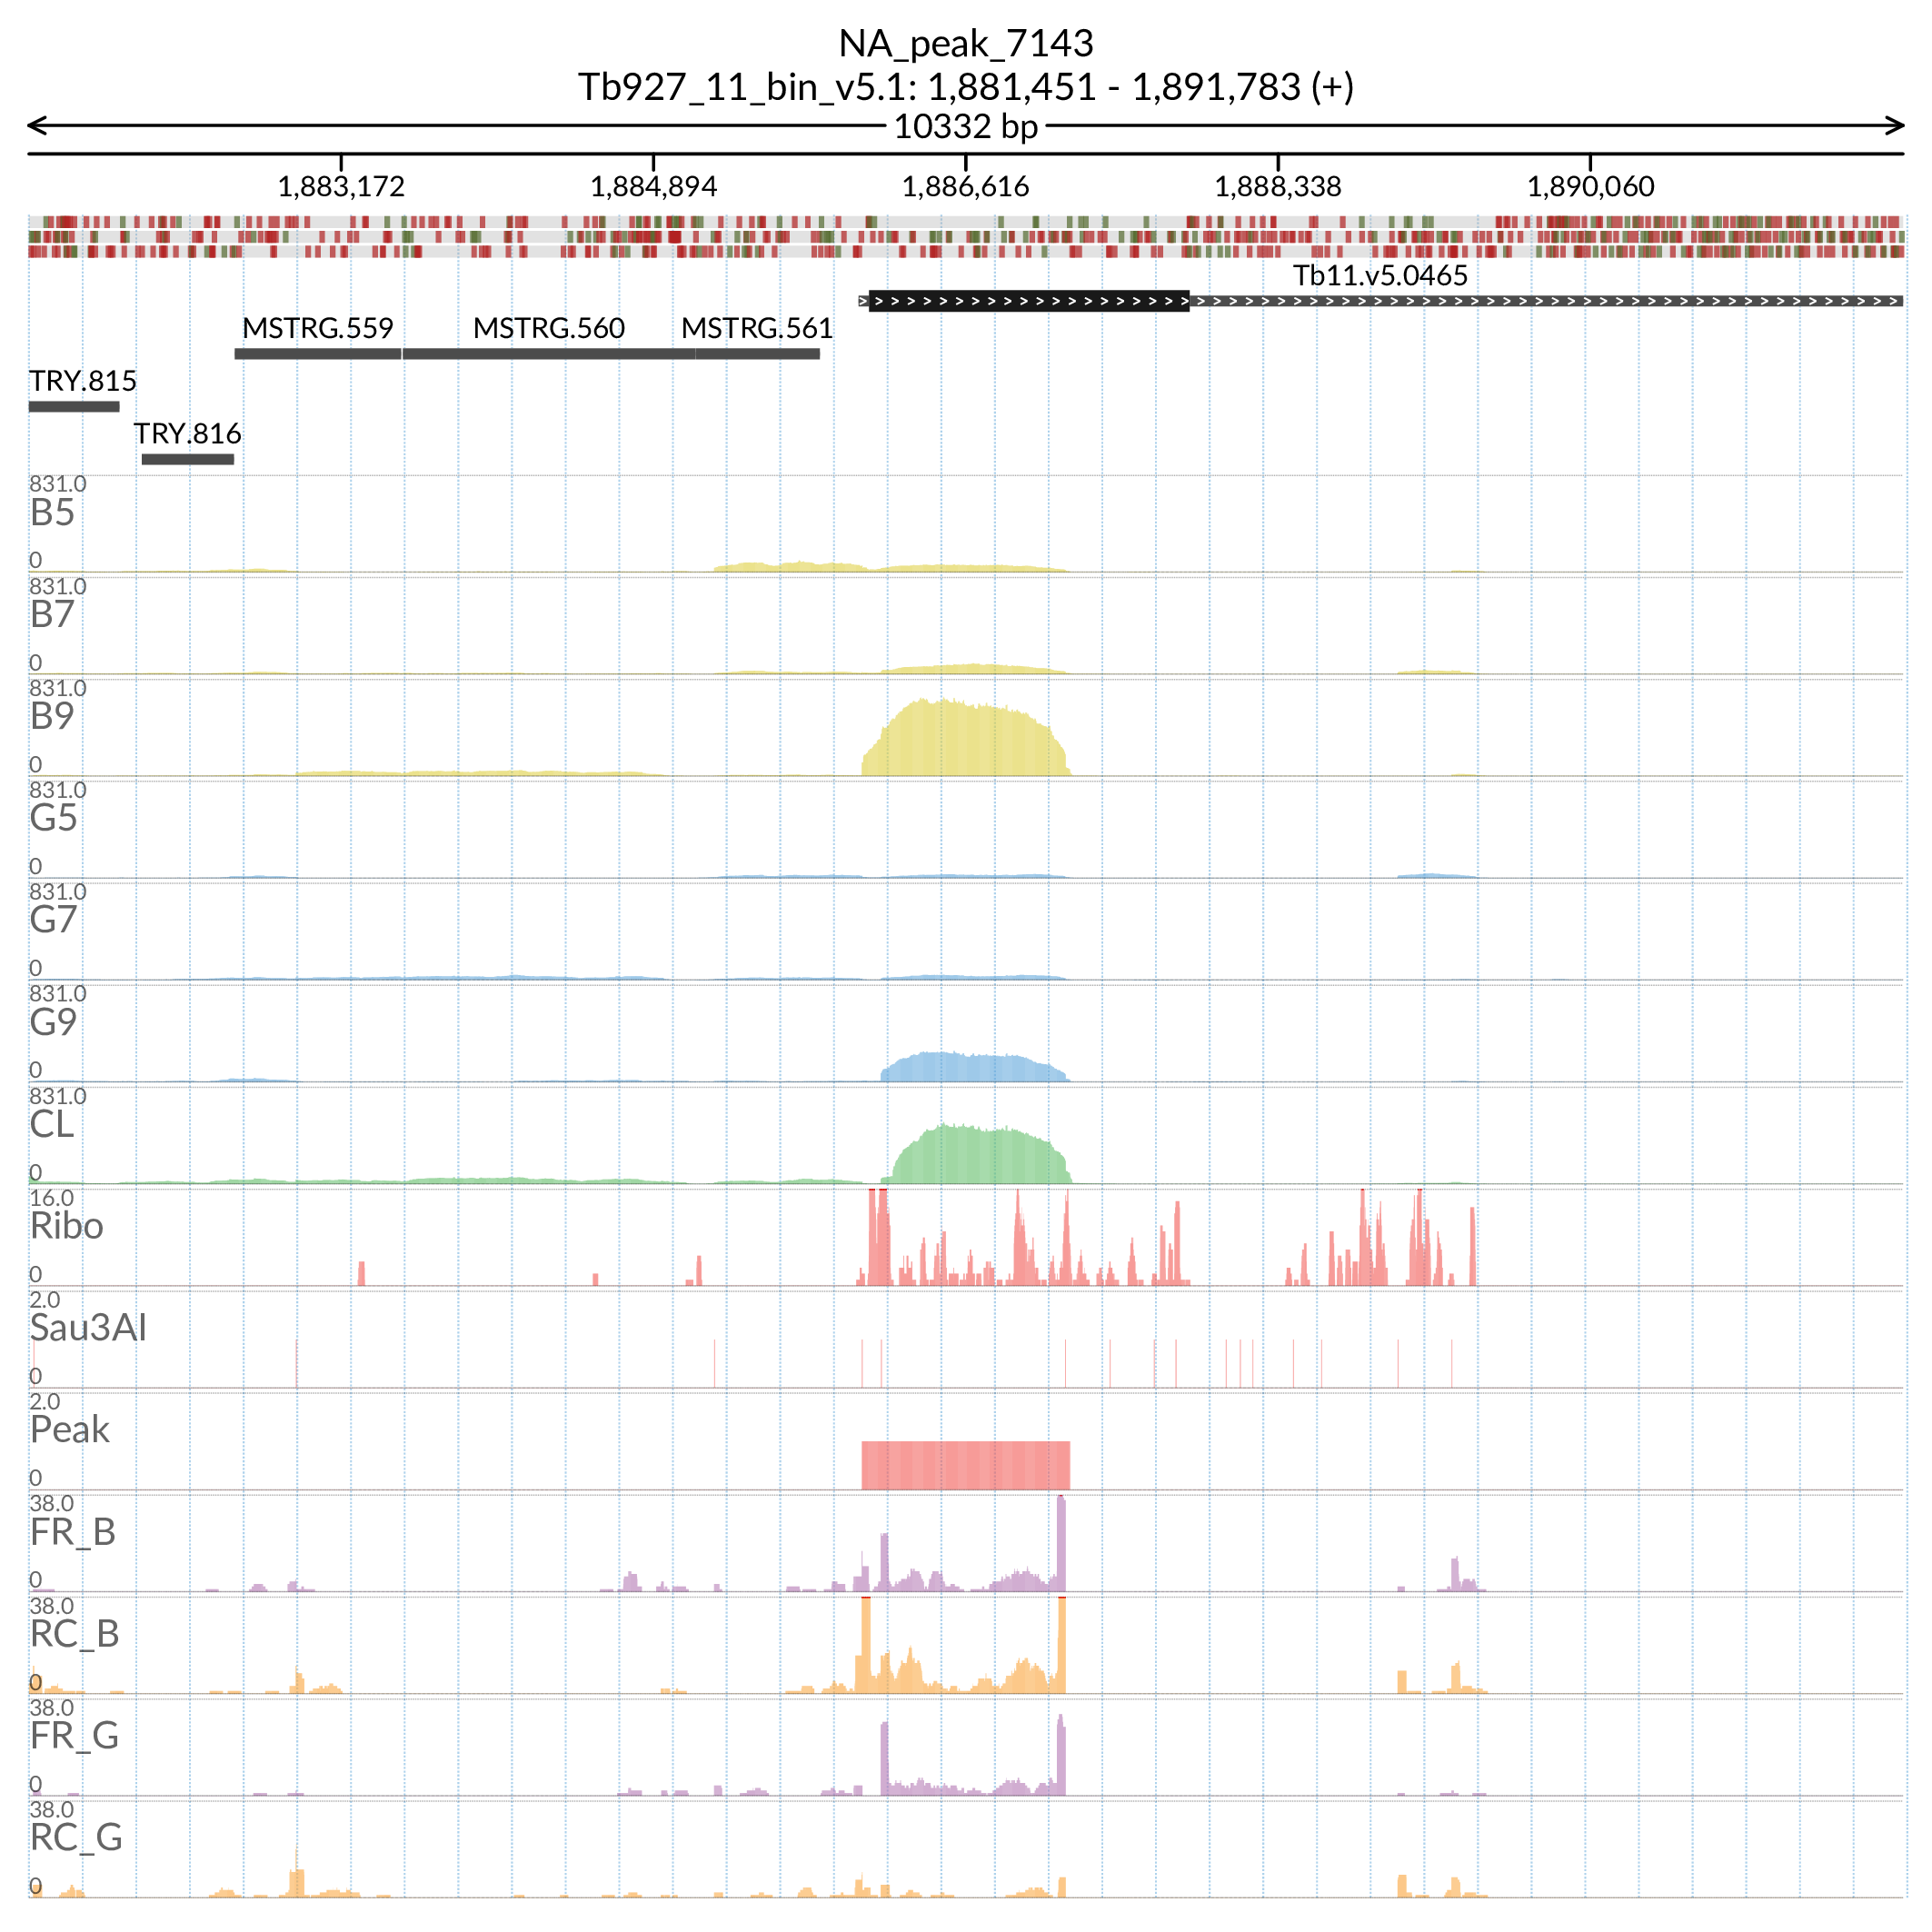 NA_peak_7143
Tb927_11_bin_v5.1: 1,881,451 - 1,891,783 (+)
10332 bp
1,883,172 1,884,894 1,886,616 1,888,338 1,890,060
Tb11.v5.0465
MSTRG.559 MSTRG.560 MSTRG.561
TRY.815
TRY.816
831.0
B5
0
831.0
B7
0
831.0
B9
0
831.0
G5
0
831.0
G7
0
831.0
G9
0
831.0
CL
0
16.0
Ribo
0
2.0
Sau3AI
0
2.0
Peak
0
38.0
FR_B
0
38.0
RC_B
0
38.0
FR_G
0
38.0
RC_G
0